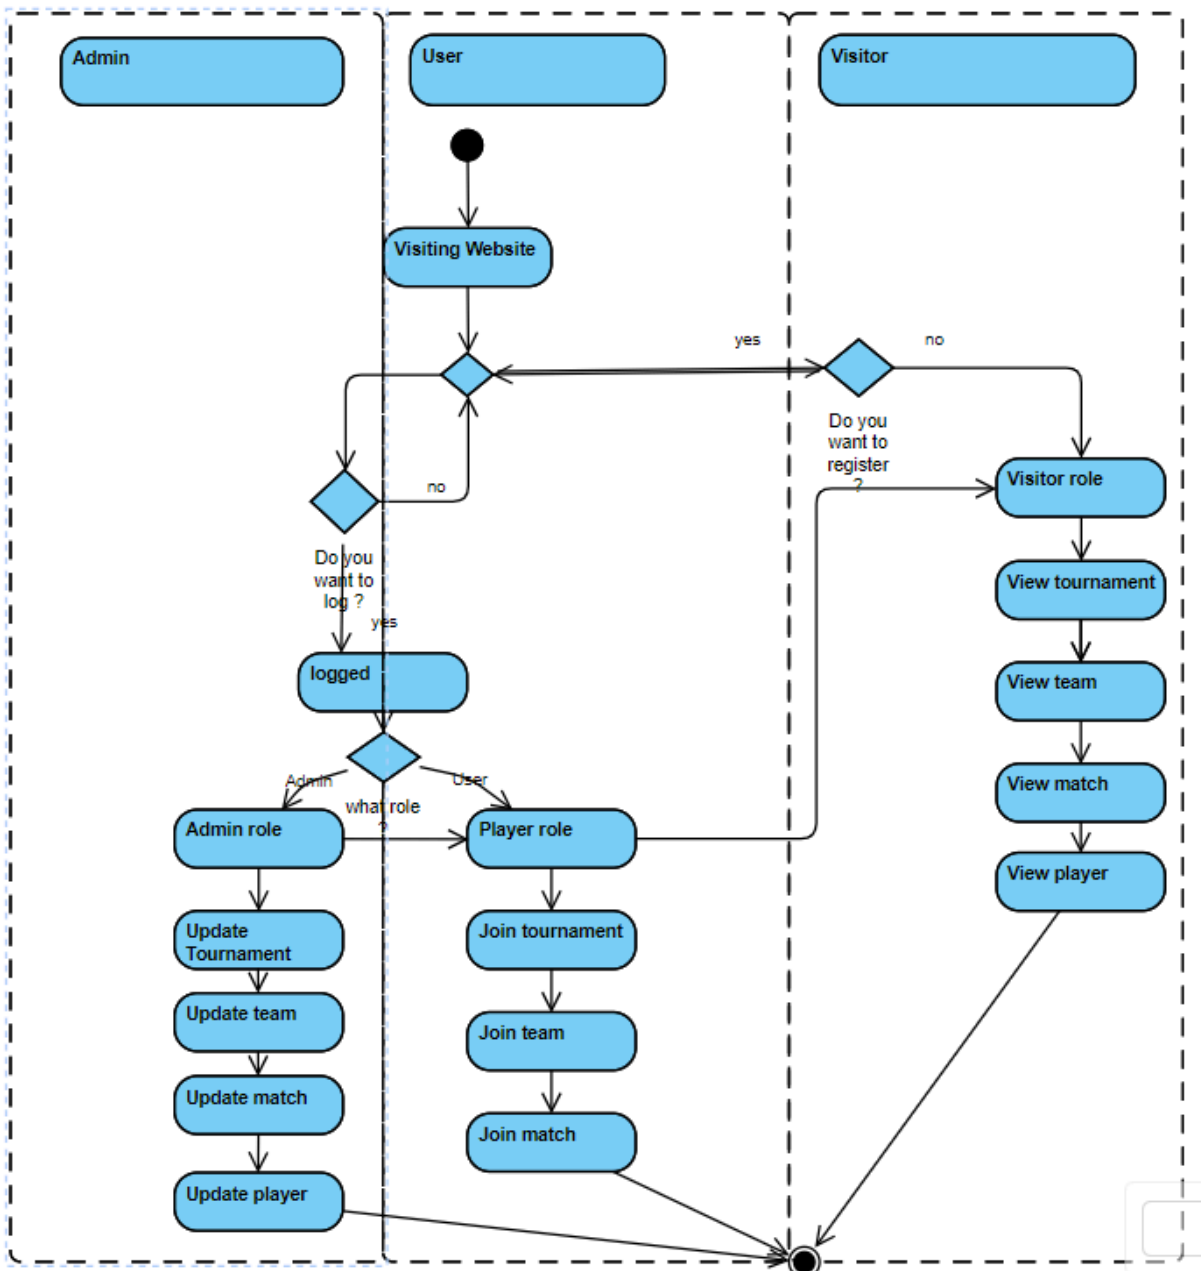 Admin
User
Visitor
Visiting Website
yes
no
Do you
want to
register
?
Visitor role
no
Do you
want to
log ?
yes
View tournament
logged
View team
Admin
User
what role
?
View match
Admin role
Player role
View player
Update
Tournament
Join tournament
Update team
Join team
Update match
Join match
Update player